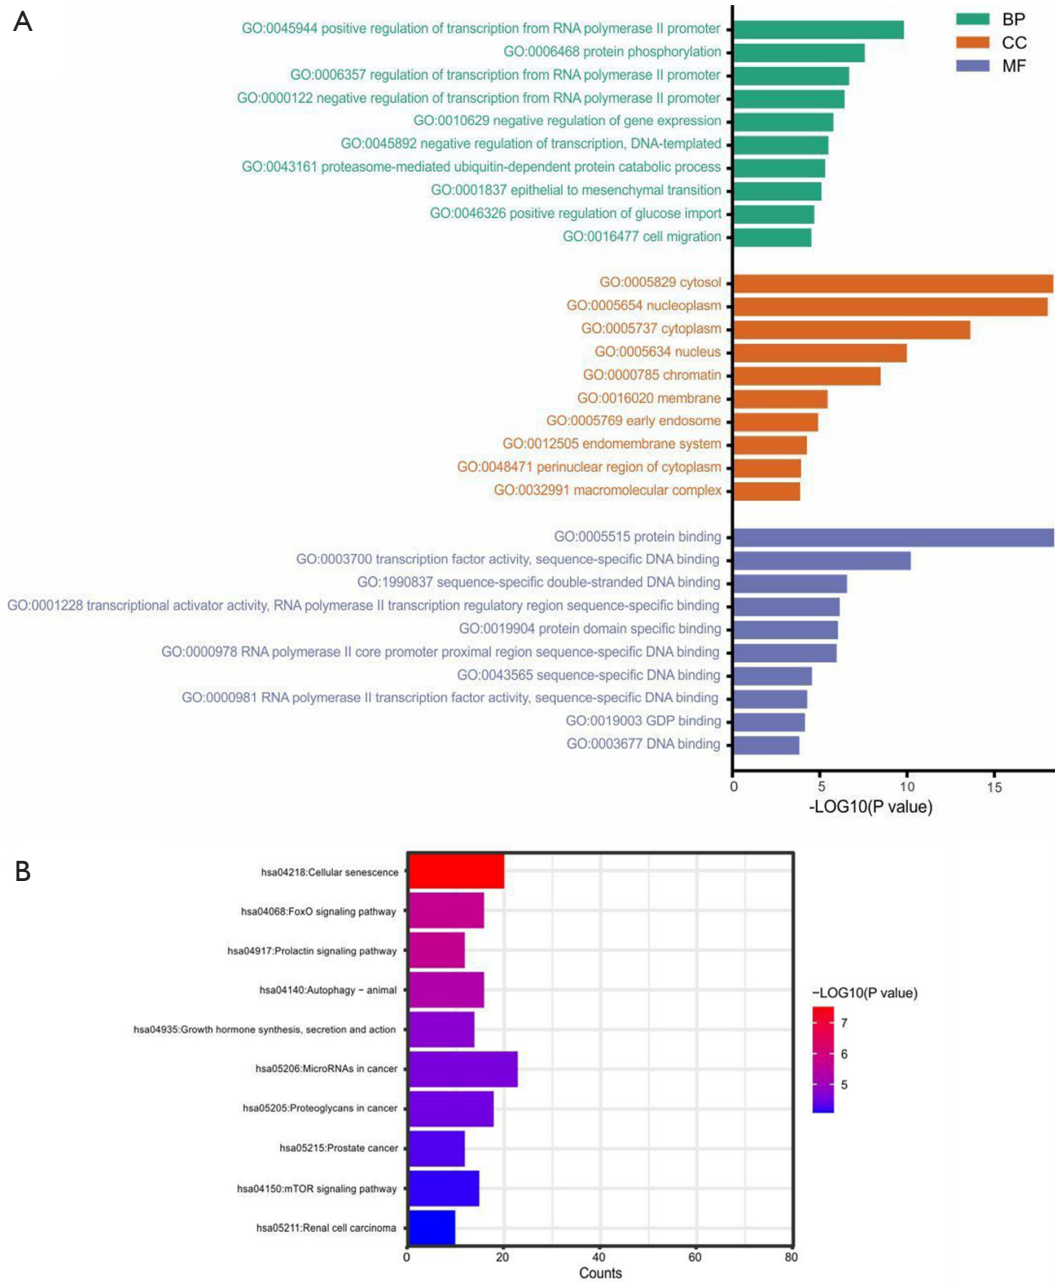 A
BP
CC
MF
GO:0045944 positive regulation of transcription from RNA polymerase II promoter
GO:0006468 protein phosphorylation
GO:0006357 regulation of transcription from RNA polymerase II promoter
GO:0000122 negative regulation of transcription from RNA polymerase II promoter
GO:0010629 negative regulation of gene expression
GO:0045892 negative regulation of transcription, DNA-templated
GO:0043161 proteasome-mediated ubiquitin-dependent protein catabolic process
GO:0001837 epithelial to mesenchymal transition
GO:0046326 positive regulation of glucose import
GO:0016477 cell migration
GO:0005829 cytosol
GO:0005654 nucleoplasm
GO:0005737 cytoplasm
GO:0005634 nucleus
GO:0000785 chromatin
GO:0016020 membrane
GO:0005769 early endosome
GO:0012505 endomembrane system
GO:0048471 perinuclear region of cytoplasm
GO:0032991 macromolecular complex
GO:0005515 protein binding
GO:0003700 transcription factor activity, sequence-specific DNA binding
GO:1990837 sequence-specific double-stranded DNA binding
GO:0001228 transcriptional activator activity, RNA polymerase II transcription regulatory region sequence-specific binding
GO:0019904 protein domain specific binding
GO:0000978 RNA polymerase II core promoter proximal region sequence-specific DNA binding
GO:0043565 sequence-specific DNA binding
GO:0000981 RNA polymerase II transcription factor activity, sequence-specific DNA binding
GO:0019003 GDP binding
GO:0003677 DNA binding
0 5 10 15
-LOG10(P value)
B
hsa04218:Cellular senescence
hsa04068:FoxO signaling pathway
hsa04917:Prolactin signaling pathway
hsa04140:Autophagy − animal
hsa04935:Growth hormone synthesis, secretion and action
hsa05206:MicroRNAs in cancer
hsa05205:Proteoglycans in cancer
hsa05215:Prostate cancer
hsa04150:mTOR signaling pathway
hsa05211:Renal cell carcinoma
0 20 40 60 80
Counts
−LOG10(P value)
7
6
5